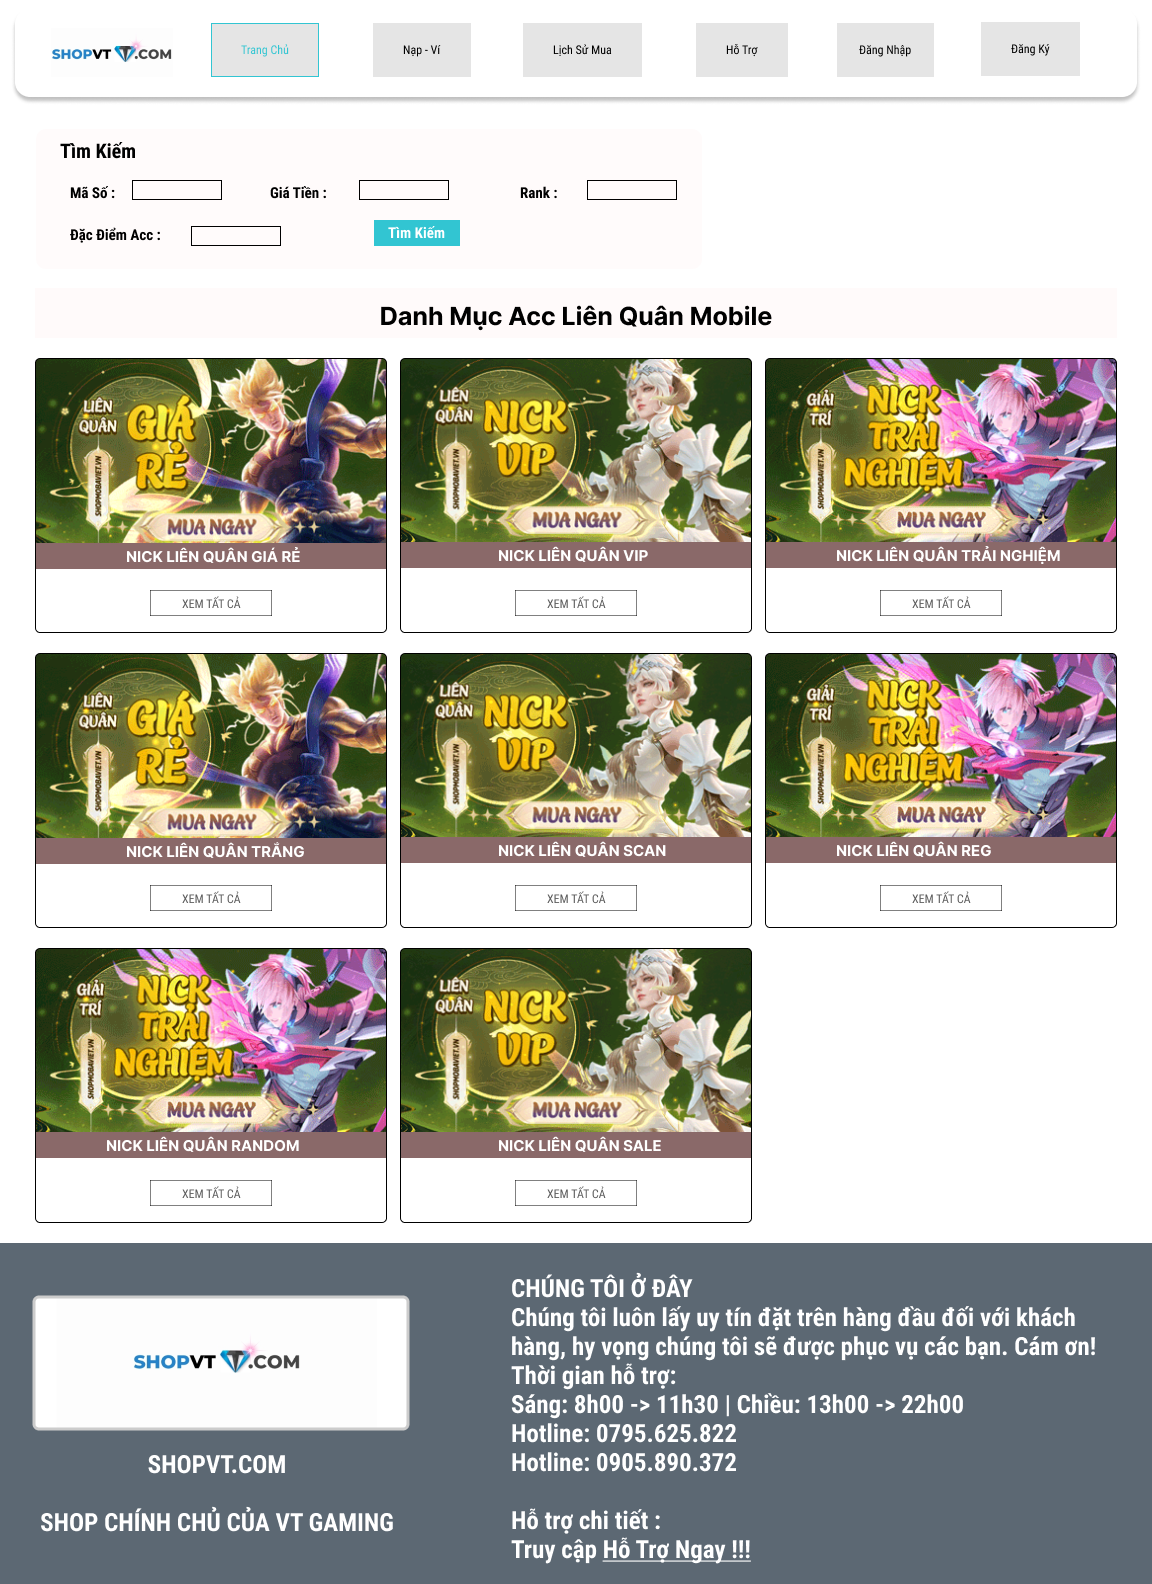 SHOPVT.COM
Trang Chủ
Nạp - Ví
Lịch Sử Mua
Hỗ Trợ
Đăng Nhập
Đăng Ký
Tìm Kiếm
Mã Số :
Giá Tiền :
Rank :
Đặc Điểm Acc :
Tìm Kiếm
Danh Mục Acc Liên Quân Mobile
LIÊN QUÂN
GIÁ RẺ
SHOPMOBAVIET.VN
MUA NGAY
NICK LIÊN QUÂN GIÁ RẺ
XEM TẤT CẢ
LIÊN QUÂN
NICK VIP
SHOPMOBAVIET.VN
MUA NGAY
NICK LIÊN QUÂN VIP
XEM TẤT CẢ
GIẢI TRÍ
NICK TRẢI NGHIỆM
SHOPMOBAVIET.VN
MUA NGAY
NICK LIÊN QUÂN TRẢI NGHIỆM
XEM TẤT CẢ
LIÊN QUÂN
GIÁ RẺ
SHOPMOBAVIET.VN
MUA NGAY
NICK LIÊN QUÂN TRẮNG
XEM TẤT CẢ
LIÊN QUÂN
NICK VIP
SHOPMOBAVIET.VN
MUA NGAY
NICK LIÊN QUÂN SCAN
XEM TẤT CẢ
GIẢI TRÍ
NICK TRẢI NGHIỆM
SHOPMOBAVIET.VN
MUA NGAY
NICK LIÊN QUÂN REG
XEM TẤT CẢ
GIẢI TRÍ
NICK TRẢI NGHIỆM
SHOPMOBAVIET.VN
MUA NGAY
NICK LIÊN QUÂN RANDOM
XEM TẤT CẢ
LIÊN QUÂN
NICK VIP
SHOPMOBAVIET.VN
MUA NGAY
NICK LIÊN QUÂN SALE
XEM TẤT CẢ
SHOPVT.COM
SHOPVT.COM
SHOP CHÍNH CHỦ CỦA VT GAMING
CHÚNG TÔI Ở ĐÂY
Chúng tôi luôn lấy uy tín đặt trên hàng đầu đối với khách
hàng, hy vọng chúng tôi sẽ được phục vụ các bạn. Cám ơn!
Thời gian hỗ trợ:
Sáng: 8h00 -> 11h30 | Chiều: 13h00 -> 22h00
Hotline: 0795.625.822
Hotline: 0905.890.372
Hỗ trợ chi tiết :
Truy cập Hỗ Trợ Ngay !!!